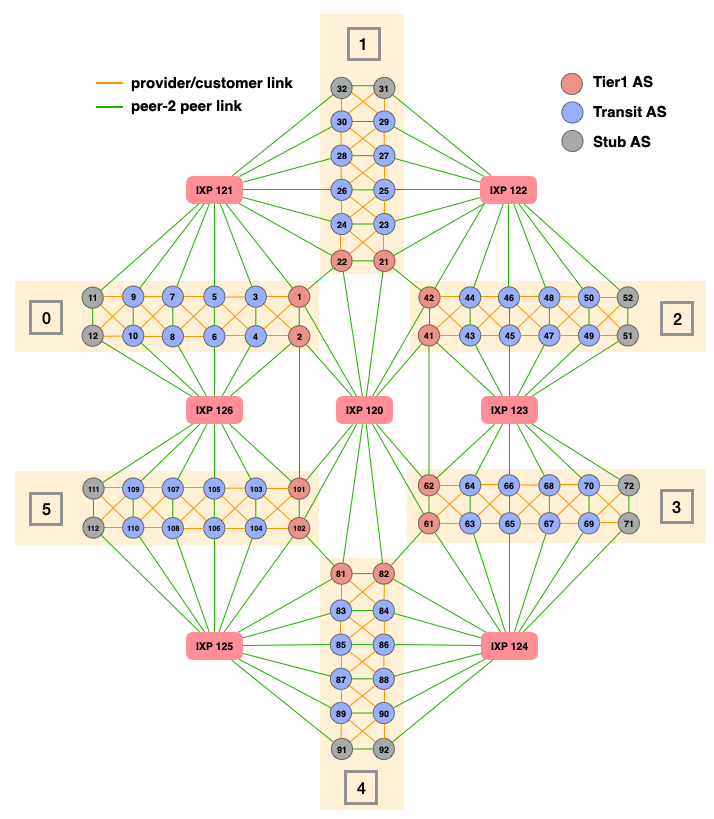 1
provider/customer link
peer-2 peer link
Tier1 AS
Transit AS
Stub AS
32 31
30 29
28 27
26 25
24 23
22 21
IXP 121 IXP 122
0
11 9 7 5 3 1
12 10 8 6 4 2
42 44 46 48 50 52
41 43 45 47 49 51
2
IXP 126 IXP 120 IXP 123
5
111 109 107 105 103 101
112 110 108 106 104 102
62 64 66 68 70 72
61 63 65 67 69 71
3
81 82
83 84
85 86
87 88
89 90
91 92
IXP 125 IXP 124
4